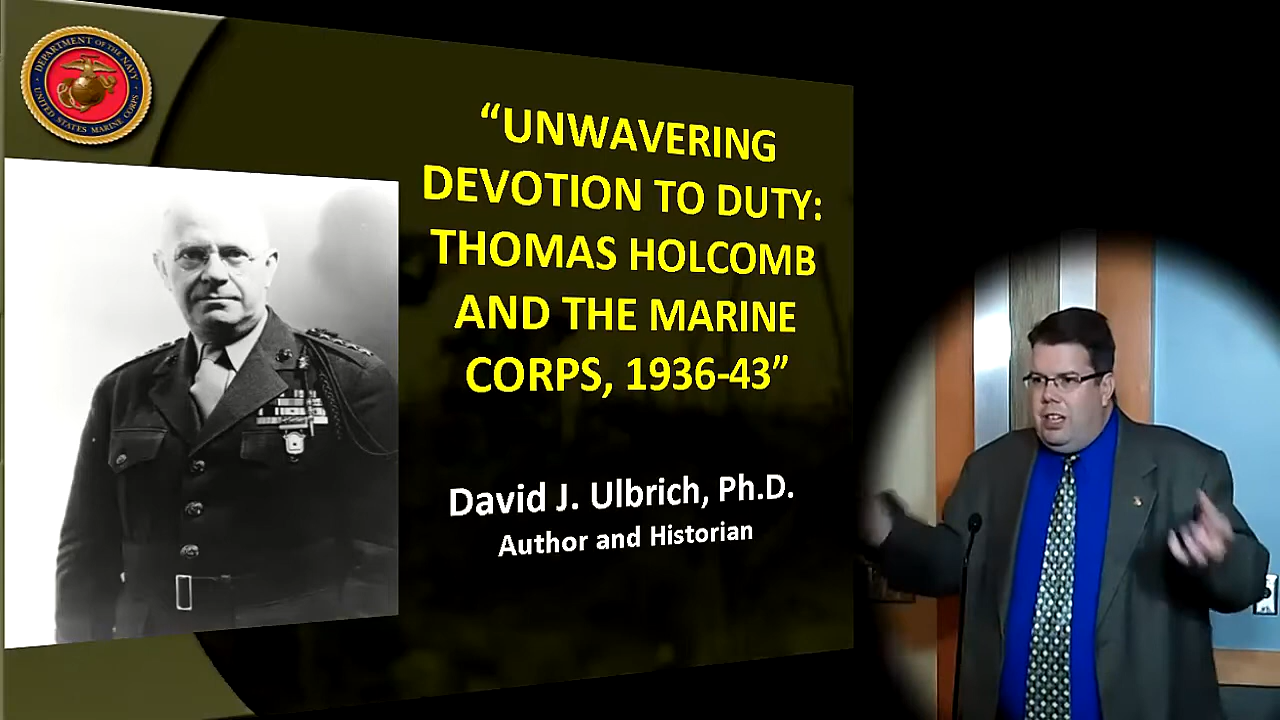 DEPARTMENT OF THE NAVY
UNITED STATES MARINE CORPS
“UNWAVERING
DEVOTION TO DUTY:
THOMAS HOLCOMB
AND THE MARINE
CORPS, 1936-43”
David J. Ulbrich, Ph.D.
Author and Historian